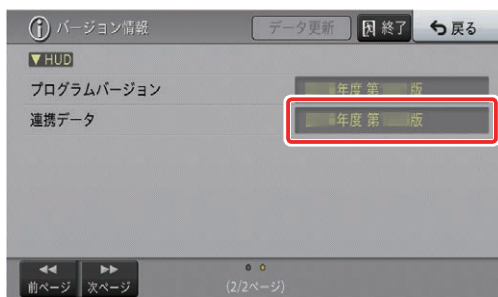 バージョン情報
データ更新
終了
戻る
▼HUD
プログラムバージョン
年度 第 版
連携データ
年度 第 版
前ページ
次ページ
(2/2ページ)